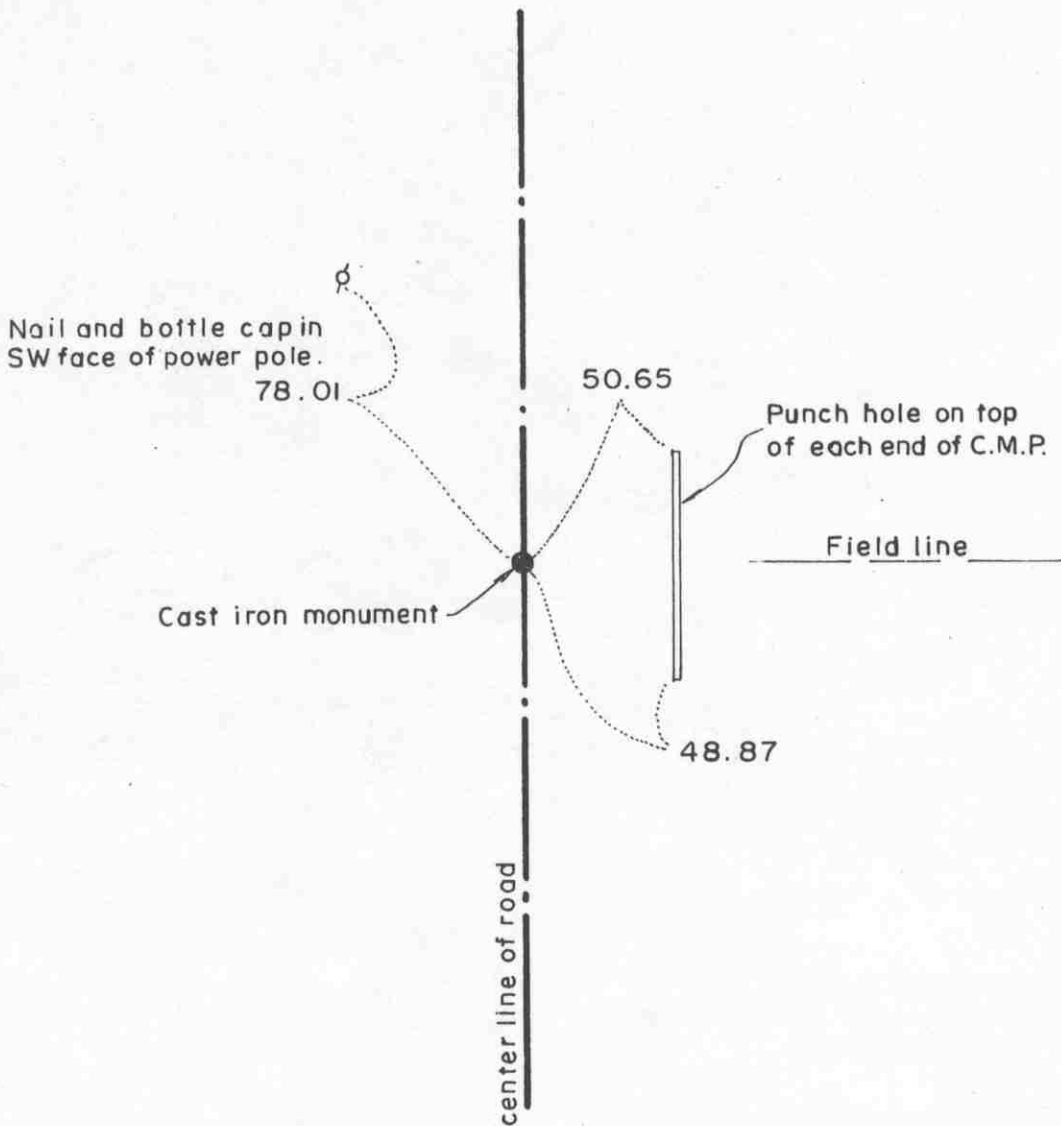 Nail and bottle cap in
SW face of power pole.
78.01
50.65
Punch hole on top
of each end of C.M.P.
Field line
Cast iron monument
48.87
center line of road